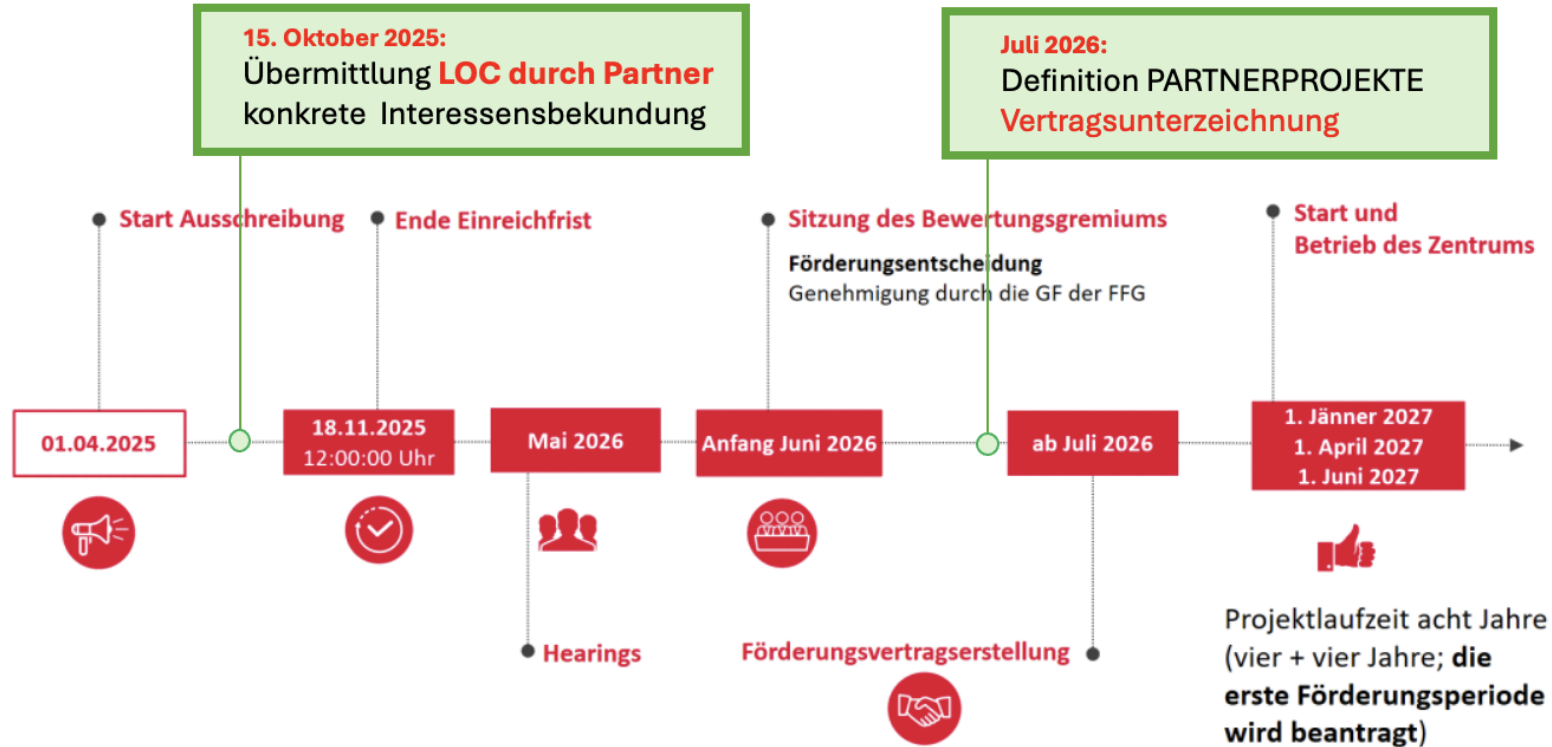 15. Oktober 2025:
Übermittlung LOC durch Partner
konkrete Interessensbekundung
Juli 2026:
Definition PARTNERPROJEKTE
Vertragsunterzeichnung
Start Ausschreibung
Ende Einreichfrist
Sitzung des Bewertungsgremiums
Förderungsentscheidung
Genehmigung durch die GF der FFG
Start und
Betrieb des Zentrums
01.04.2025
18.11.2025
12:00:00 Uhr
Mai 2026
Anfang Juni 2026
ab Juli 2026
1. Jänner 2027
1. April 2027
1. Juni 2027
Hearings
Förderungsvertragserstellung
Projektlaufzeit acht Jahre
(vier + vier Jahre; die
erste Förderungsperiode
wird beantragt)